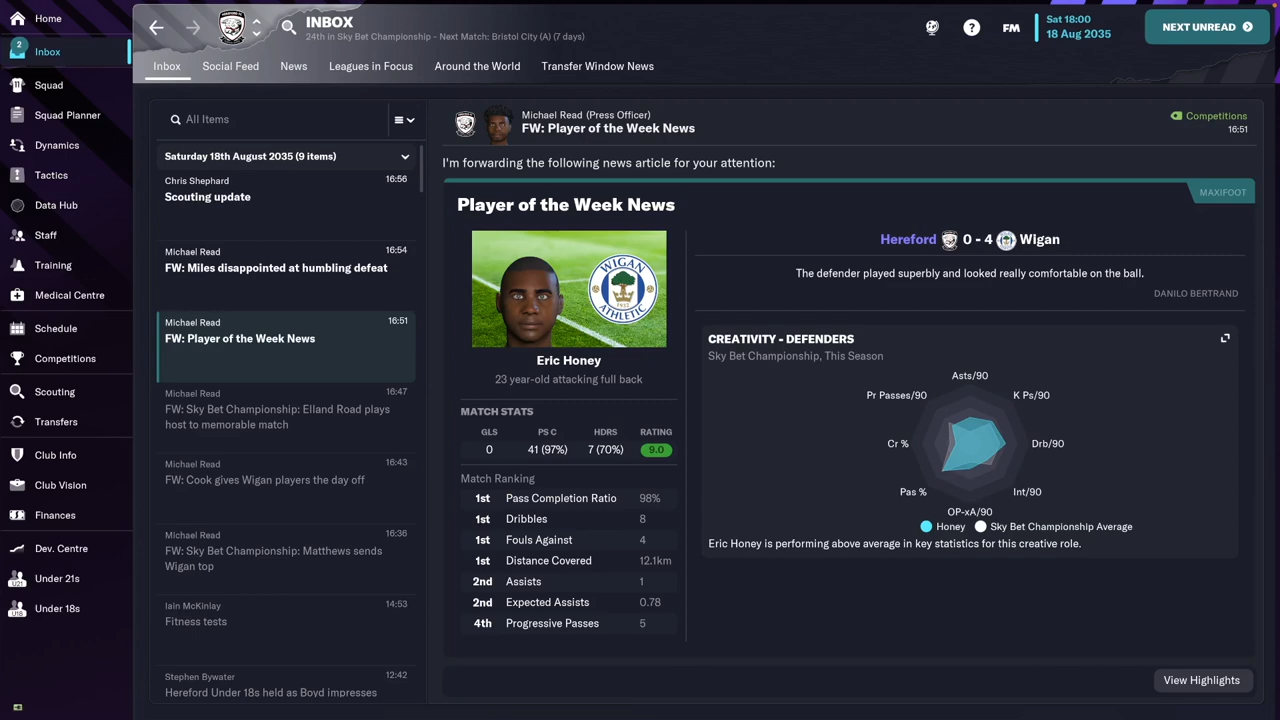 Home
2
Inbox
Squad
Squad Planner
Dynamics
Tactics
Data Hub
Staff
Training
Medical Centre
Schedule
Competitions
Scouting
Transfers
Club Info
Club Vision
Finances
Dev. Centre
U21
Under 21s
U18
Under 18s
INBOX
24th in Sky Bet Championship - Next Match: Bristol City (A) (7 days)
?
FM
Sat 18:00
18 Aug 2035
NEXT UNREAD
Inbox
Social Feed
News
Leagues in Focus
Around the World
Transfer Window News
All Items
Saturday 18th August 2035 (9 items)
Chris Shephard 16:56
Scouting update
Michael Read 16:54
FW: Miles disappointed at humbling defeat
Michael Read 16:51
FW: Player of the Week News
Michael Read 16:47
FW: Sky Bet Championship: Elland Road plays
host to memorable match
Michael Read 16:43
FW: Cook gives Wigan players the day off
Michael Read 16:36
FW: Sky Bet Championship: Matthews sends
Wigan top
Iain McKinlay 14:53
Fitness tests
Stephen Bywater 12:42
Hereford Under 18s held as Boyd impresses
Michael Read (Press Officer)
FW: Player of the Week News
Competitions
16:51
I'm forwarding the following news article for your attention:
MAXIFOOT
Player of the Week News
WIGAN
ATHLETIC
Eric Honey
23 year-old attacking full back
MATCH STATS
GLS PS C HDRS RATING
0 41 (97%) 7 (70%) 9.0
Match Ranking
1st Pass Completion Ratio 98%
1st Dribbles 8
1st Fouls Against 4
1st Distance Covered 12.1km
2nd Assists 1
2nd Expected Assists 0.78
4th Progressive Passes 5
Hereford 0 - 4 Wigan
The defender played superbly and looked really comfortable on the ball.
DANILO BERTRAND
CREATIVITY - DEFENDERS
Sky Bet Championship, This Season
Asts/90
Pr Passes/90 K Ps/90
Cr % Drb/90
Pas % Int/90
OP-xA/90
Honey Sky Bet Championship Average
Eric Honey is performing above average in key statistics for this creative role.
View Highlights